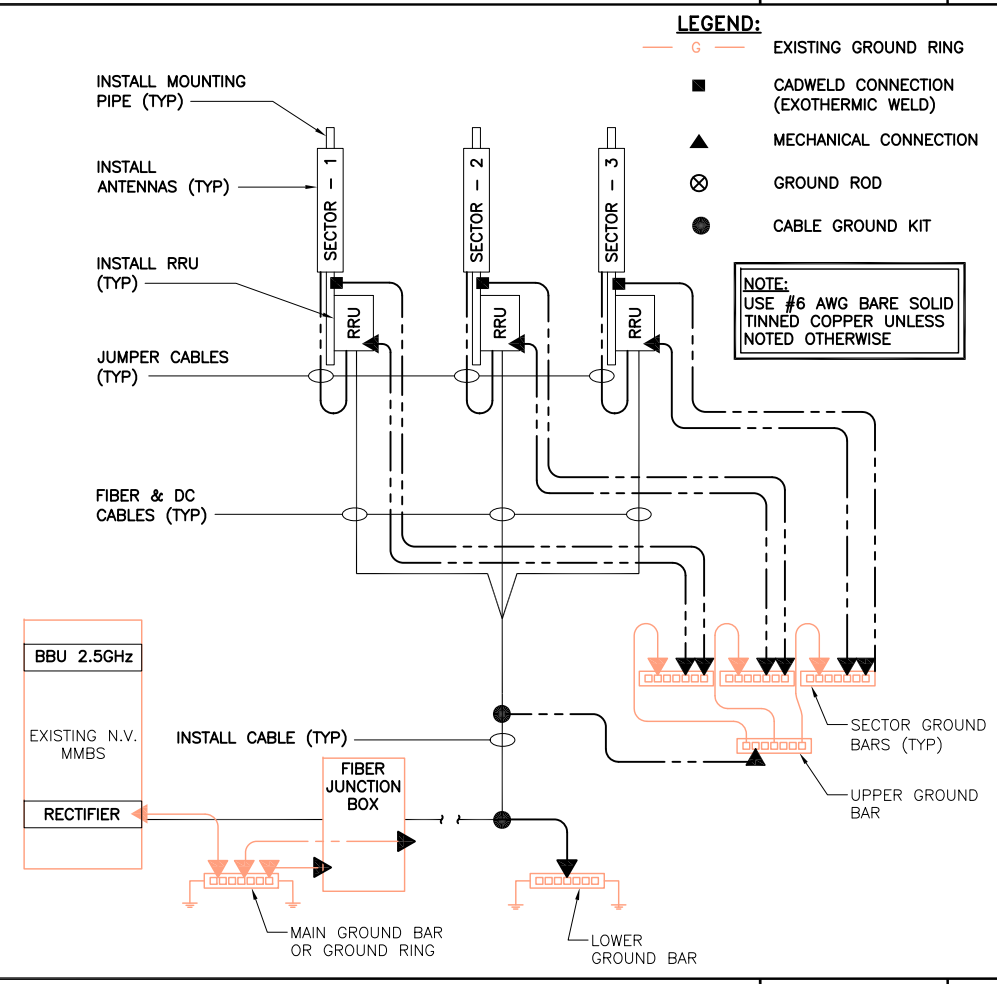 LEGEND:
G
EXISTING GROUND RING
CADWELD CONNECTION
(EXOTHERMIC WELD)
MECHANICAL CONNECTION
GROUND ROD
CABLE GROUND KIT
NOTE:
USE #6 AWG BARE SOLID
TINNED COPPER UNLESS
NOTED OTHERWISE
INSTALL MOUNTING
PIPE (TYP)
INSTALL
ANTENNAS (TYP)
INSTALL RRU
(TYP)
JUMPER CABLES
(TYP)
FIBER & DC
CABLES (TYP)
SECTOR - 1
SECTOR - 2
SECTOR - 3
RRU
RRU
RRU
BBU 2.5GHz
EXISTING N.V.
MMBS
RECTIFIER
INSTALL CABLE (TYP)
FIBER
JUNCTION
BOX
SECTOR GROUND
BARS (TYP)
UPPER GROUND
BAR
MAIN GROUND BAR
OR GROUND RING
LOWER
GROUND BAR